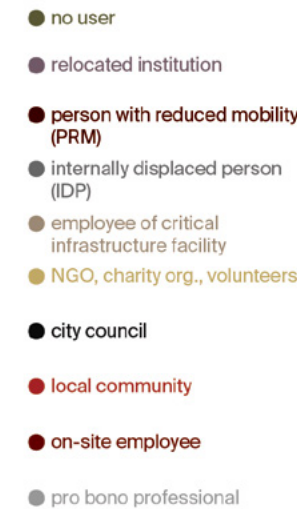 no user
relocated institution
person with reduced mobility
(PRM)
internally displaced person
(IDP)
employee of critical
infrastructure facility
NGO, charity org., volunteers
city council
local community
on-site employee
pro bono professional